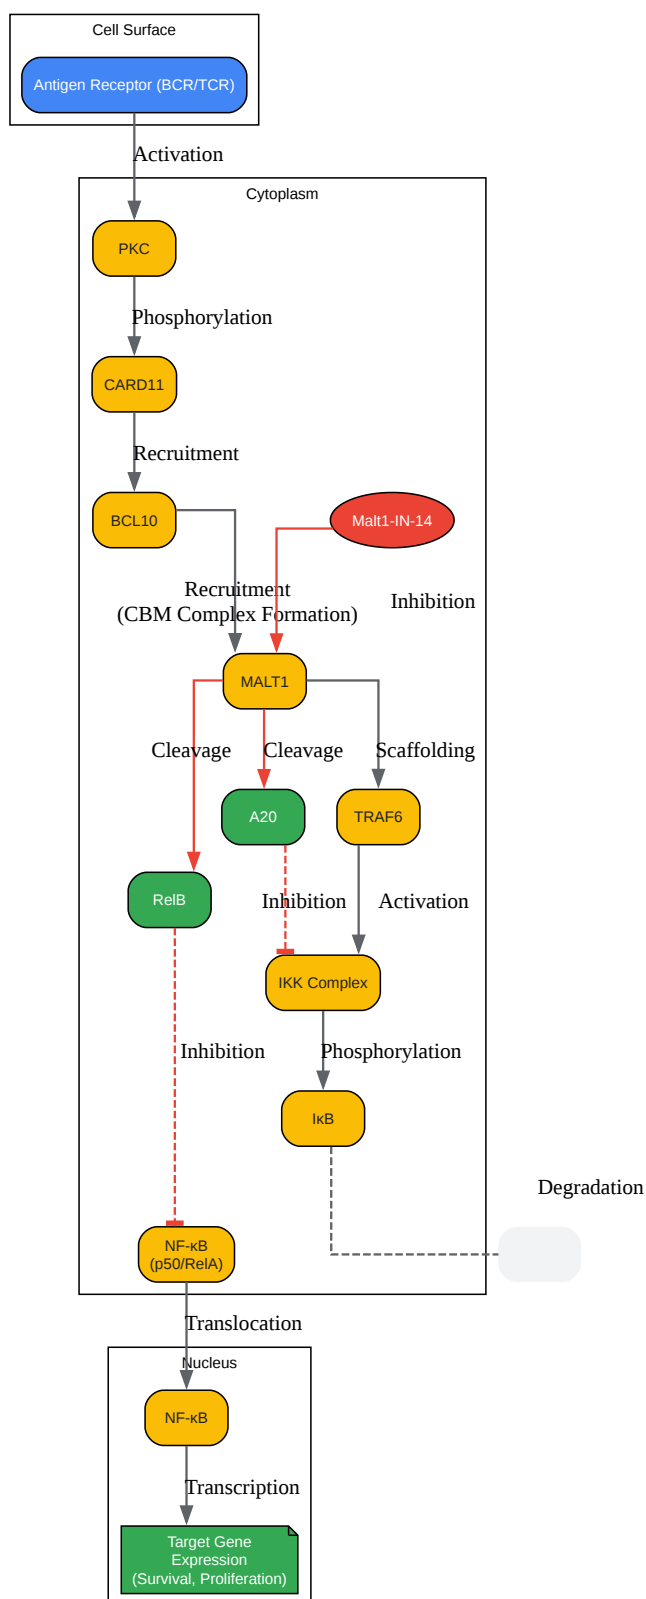 Cell Surface
Antigen Receptor (BCR/TCR)
Activation
Cytoplasm
PKC
Phosphorylation
CARD11
Recruitment
BCL10
Malt1-IN-14
Recruitment
(CBM Complex Formation)
Inhibition
MALT1
Cleavage
Cleavage
Scaffolding
A20
TRAF6
RelB
Inhibition
Activation
IKK Complex
Inhibition
Phosphorylation
IκB
Degradation
NF-κB
(p50/RelA)
Translocation
Nucleus
NF-κB
Transcription
Target Gene
Expression
(Survival, Proliferation)